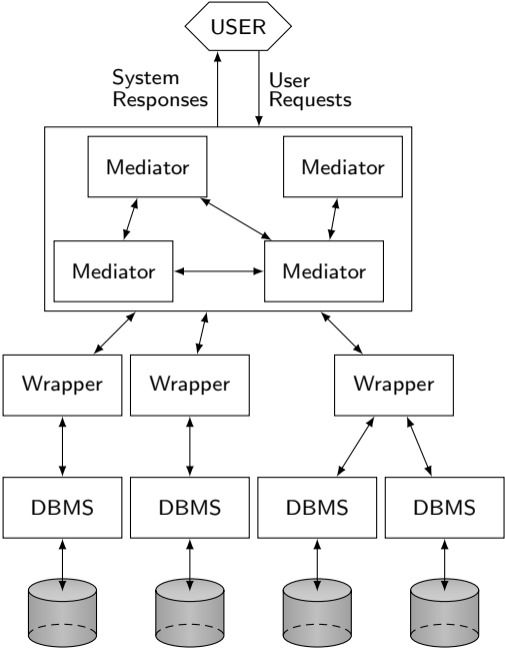 USER
System
Responses
User
Requests
Mediator
Mediator
Mediator
Mediator
Wrapper
Wrapper
Wrapper
DBMS
DBMS
DBMS
DBMS